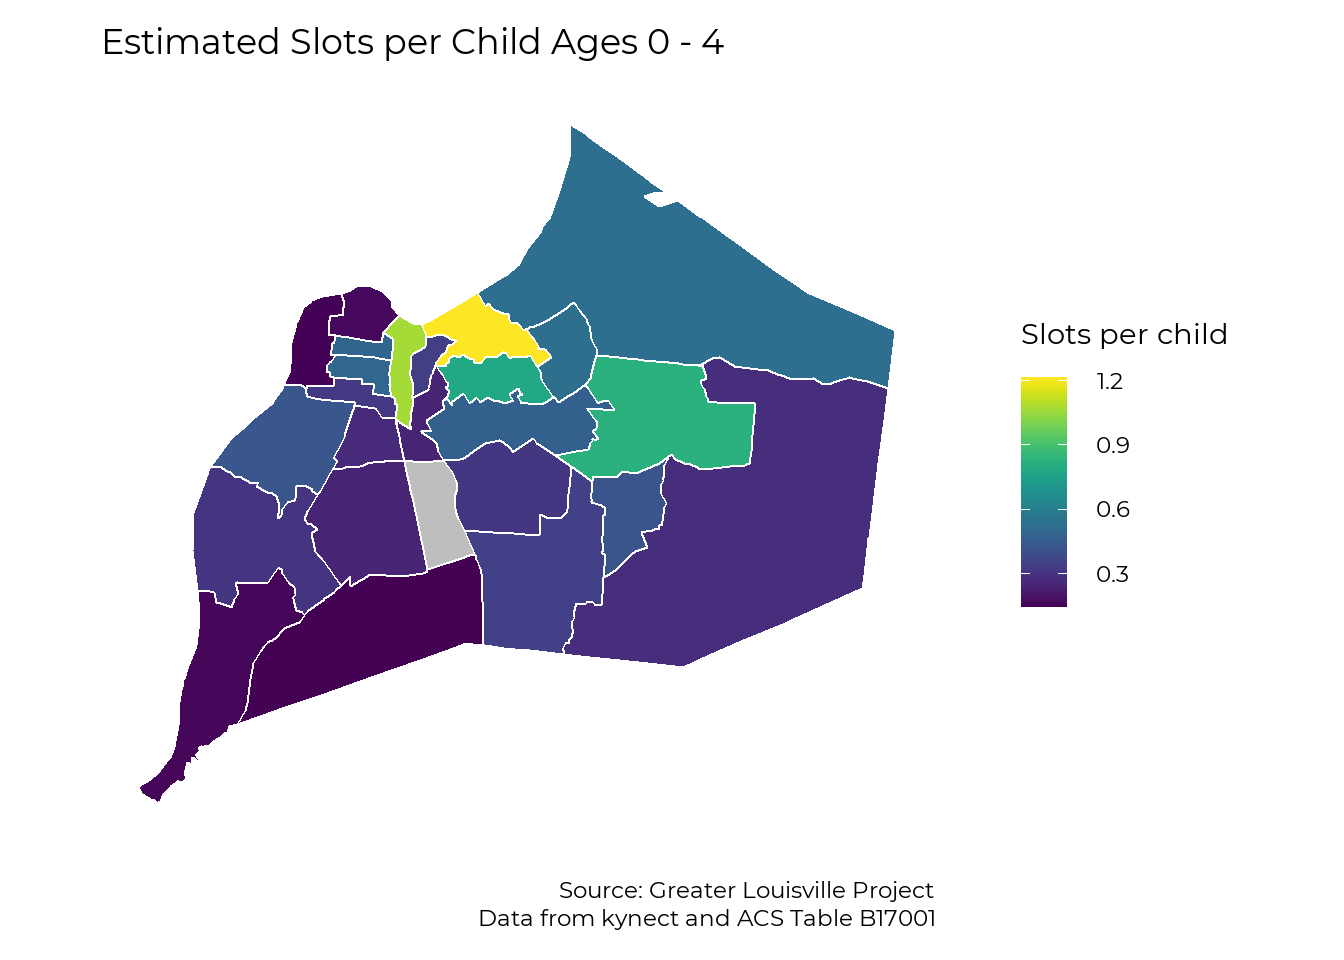 Estimated Slots per Child Ages 0 - 4
Slots per child
1.2
0.9
0.6
0.3
Source: Greater Louisville Project
Data from kynect and ACS Table B17001